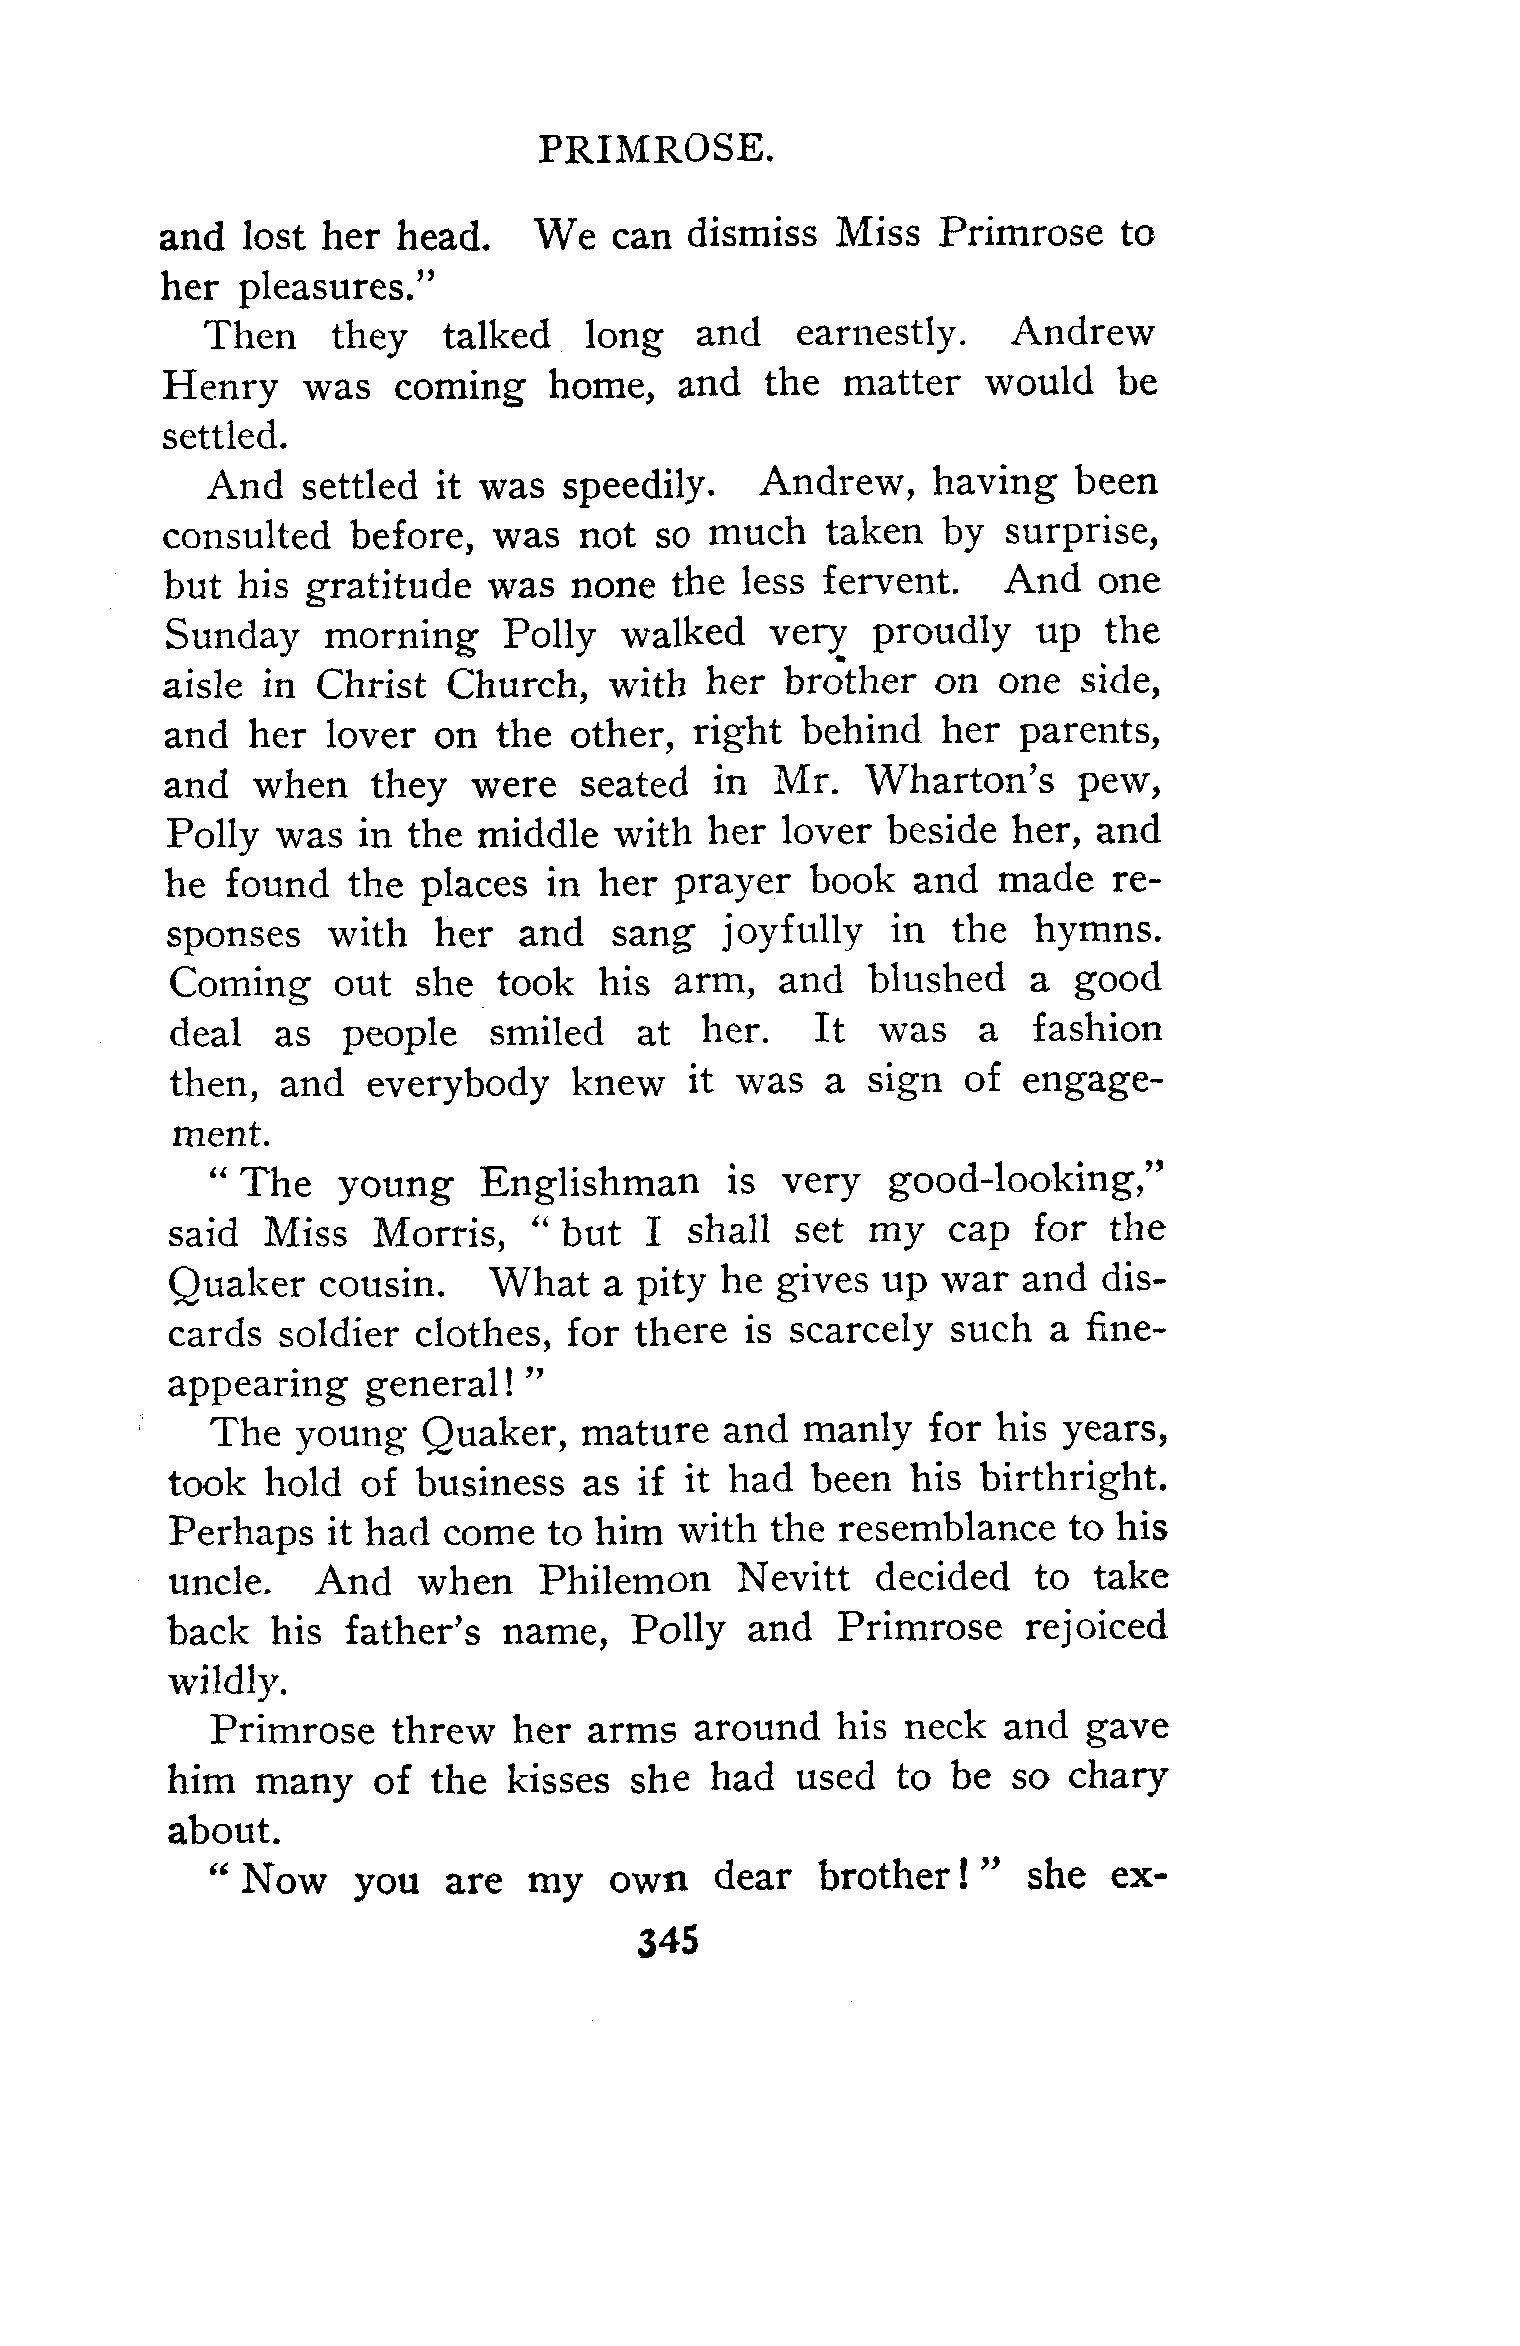 PRIMROSE.
and lost her head. We can dismiss Miss Primrose to
her pleasures.”
Then they talked long and earnestly. Andrew
Henry was coming home, and the matter would be
settled.
And settled it was speedily. Andrew, having been
consulted before, was not so much taken by surprise,
but his gratitude was none the less fervent. And one
Sunday morning Polly walked very proudly up the
aisle in Christ Church, with her brother on one side,
and her lover on the other, right behind her parents,
and when they were seated in Mr. Wharton’s pew,
Polly was in the middle with her lover beside her, and
he found the places in her prayer book and made re-
sponses with her and sang joyfully in the hymns.
Coming out she took his arm, and blushed a good
deal as people smiled at her. It was a fashion
then, and everybody knew it was a sign of engage-
ment.
“ The young Englishman is very good-looking,”
said Miss Morris, “ but I shall set my cap for the
Quaker cousin. What a pity he gives up war and dis-
cards soldier clothes, for there is scarcely such a fine-
appearing general! ”
The young Quaker, mature and manly for his years,
took hold of business as if it had been his birthright.
Perhaps it had come to him with the resemblance to his
uncle. And when Philemon Nevitt decided to take
back his father’s name, Polly and Primrose rejoiced
wildly.
Primrose threw her arms around his neck and gave
him many of the kisses she had used to be so chary
about.
“ Now you are my own dear brother! ” she ex-
345